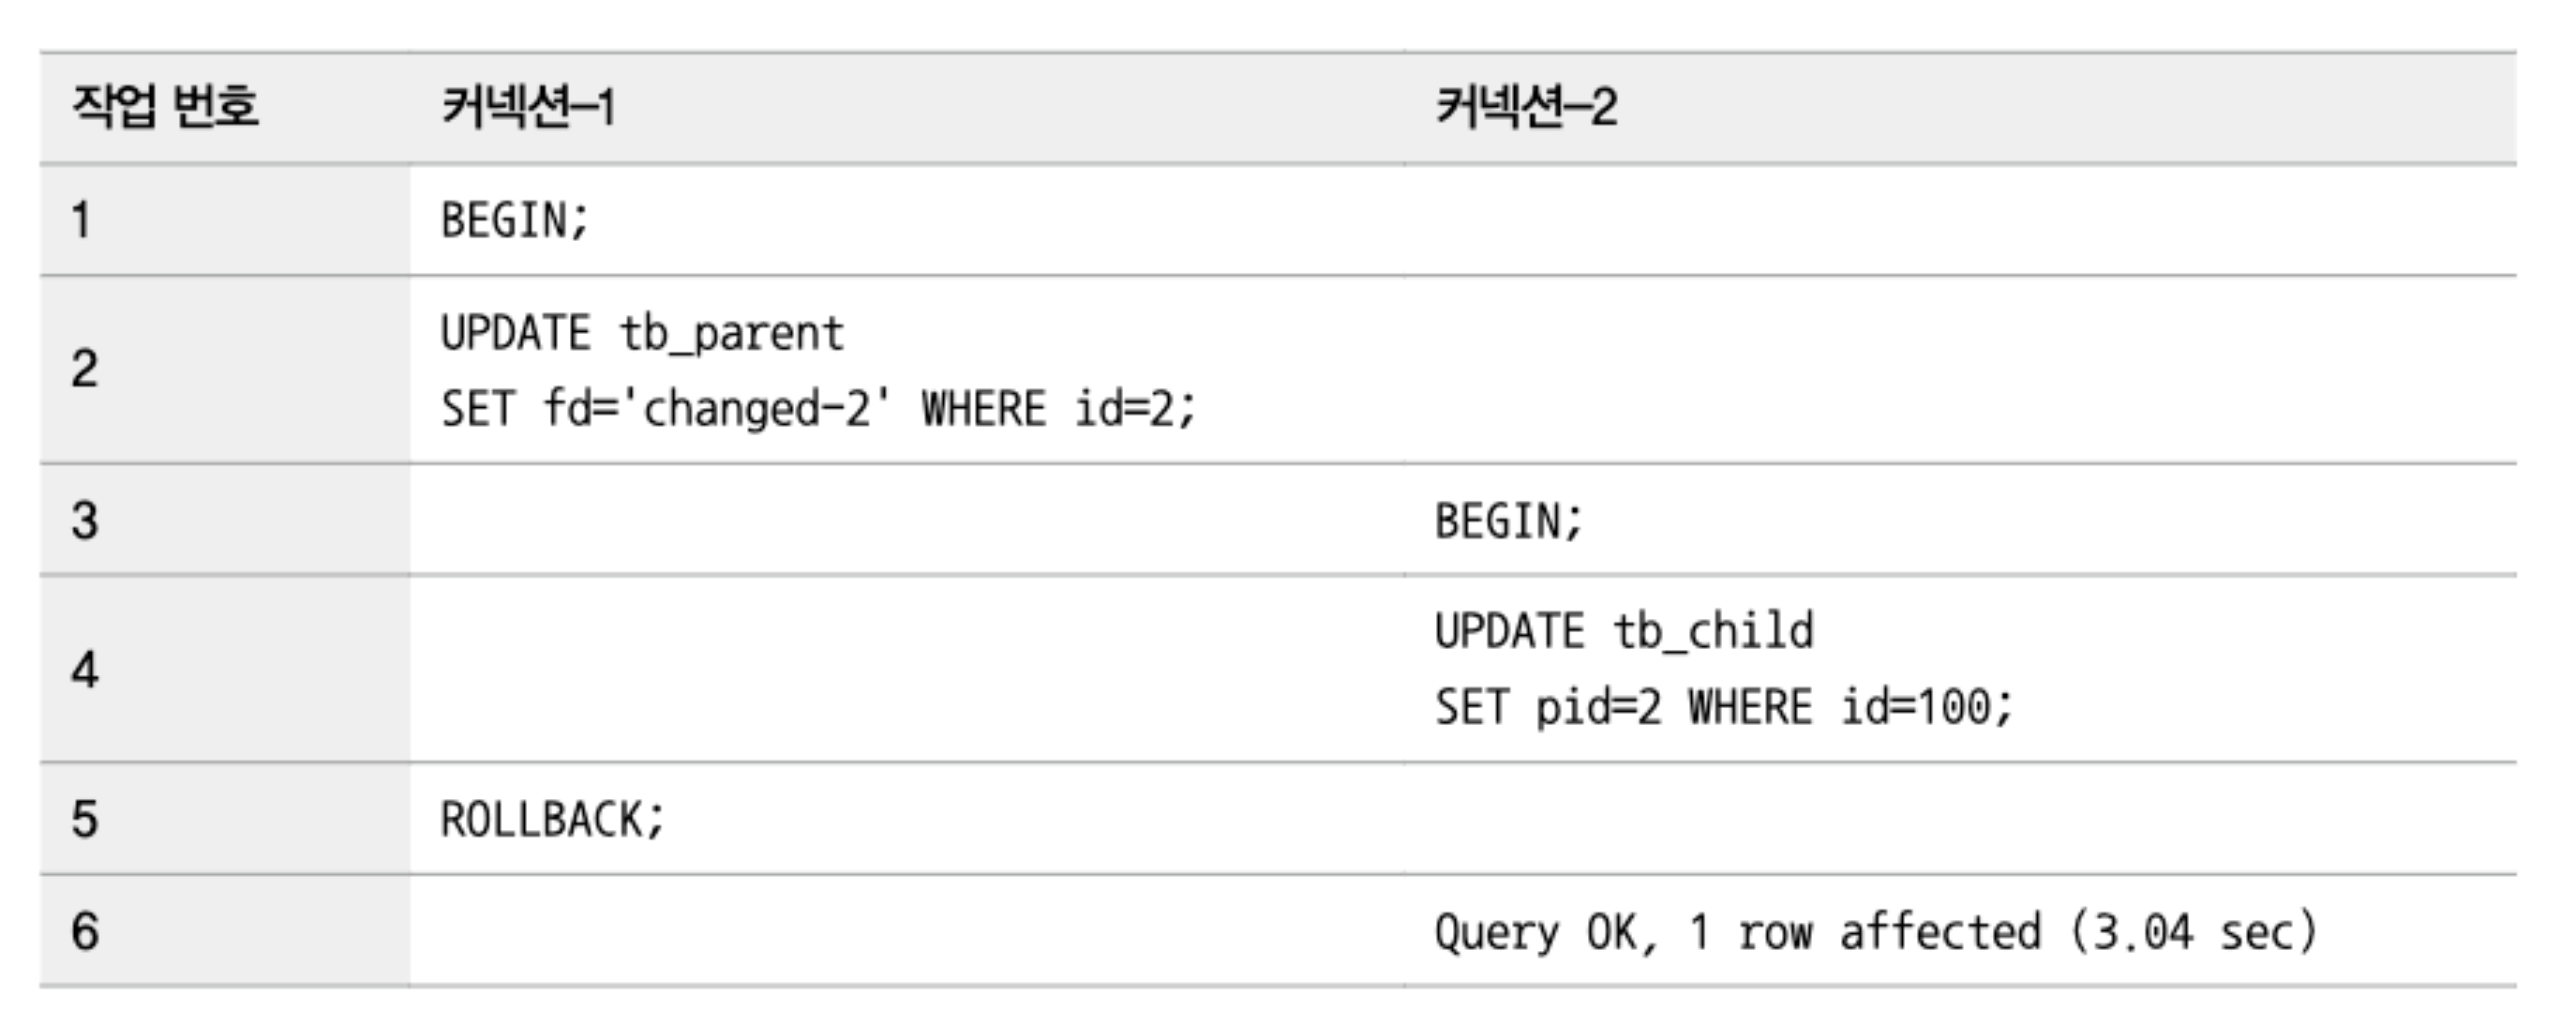 작업 번호 커넥션-1 커넥션-2
1 BEGIN;
2 UPDATE tb_parent
SET fd='changed-2' WHERE id=2;
3 BEGIN;
4 UPDATE tb_child
SET pid=2 WHERE id=100;
5 ROLLBACK;
6 Query OK, 1 row affected (3.04 sec)